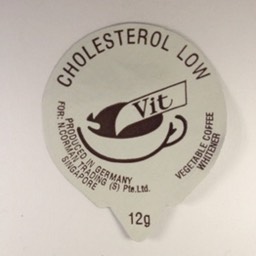 CHOLESTEROL LOW
Vit
PRODUCED IN GERMANY
FOR: N.CORMAN TRADING (S) Pte.Ltd.
SINGAPORE
VEGETABLE COFFEE
WHITENER
12g